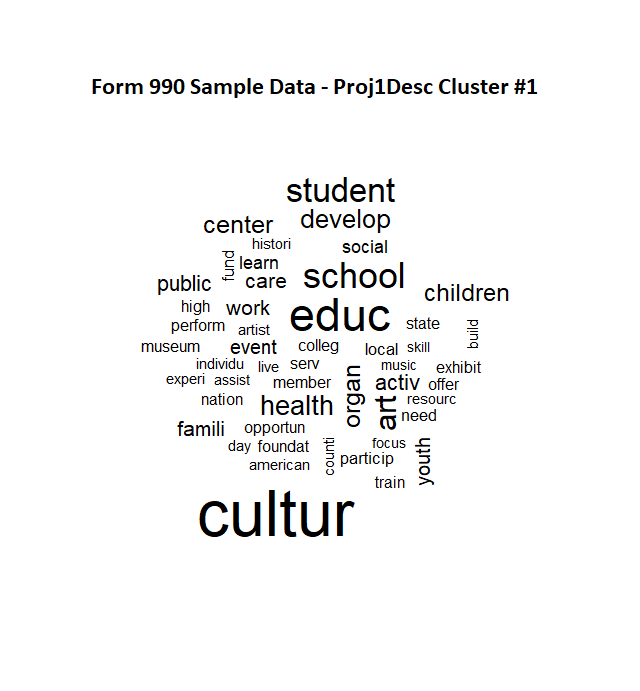 Form 990 Sample Data - Proj1Desc Cluster #1
student
center develop
histori social
fund learn
public care school children
high work educ
perform artist state build
museum event colleg local skill
individu live serv music exhibit
experi assist member organ activ offer
nation health art resourc
need
famili opportun
day foundat counti focus youth
american particip
train
cultur